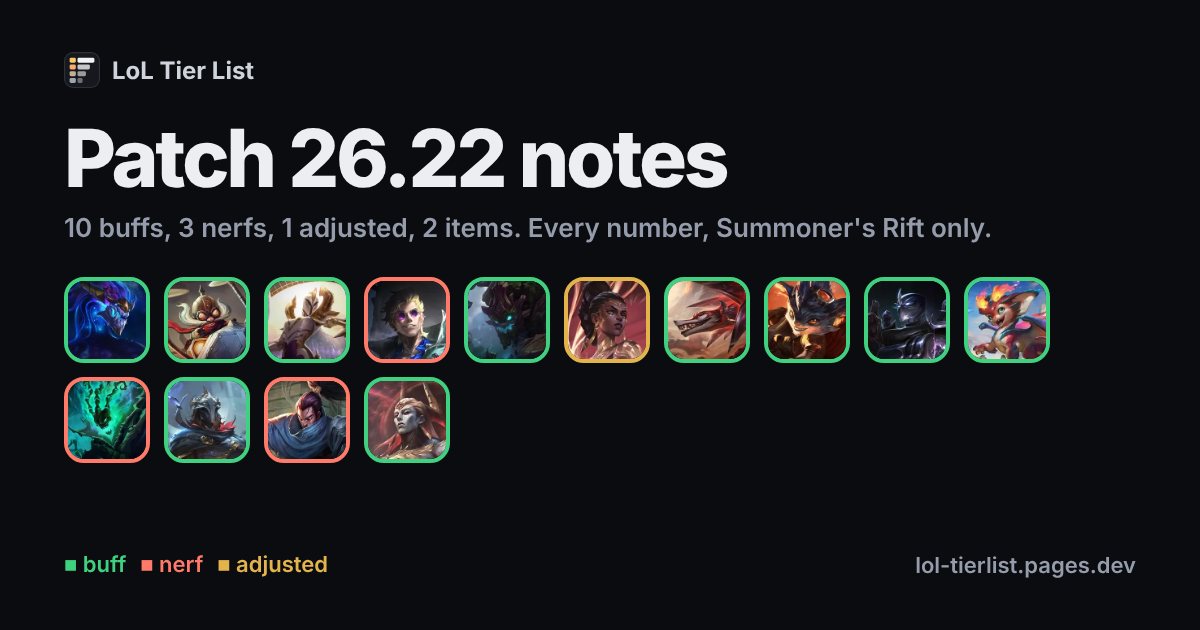 LoL Tier List
Patch 26.22 notes
10 buffs, 3 nerfs, 1 adjusted, 2 items. Every number, Summoner's Rift only.
buff nerf adjusted
lol-tierlist.pages.dev